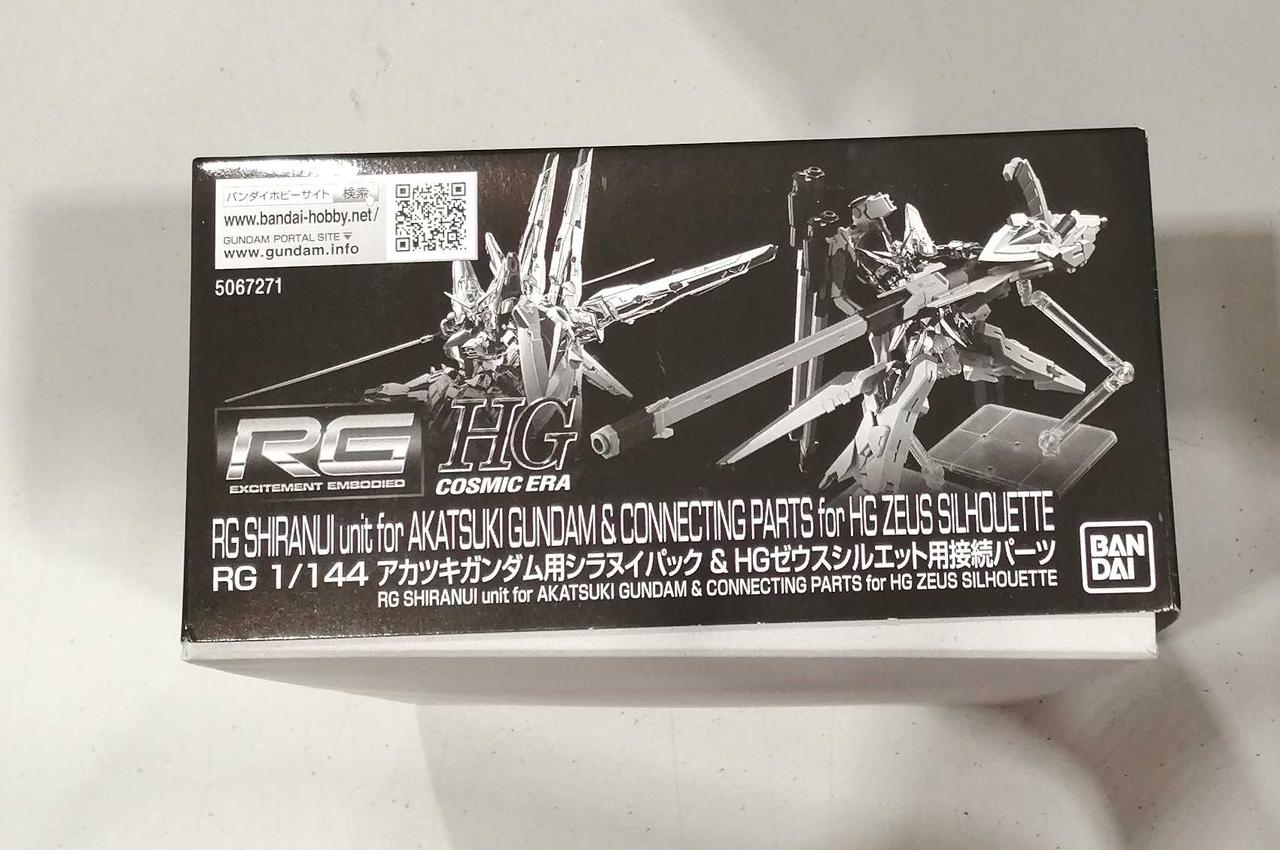 バンダイホビーサイト 検索
www.bandai-hobby.net/
GUNDAM PORTAL SITE▼
www.gundam.info
5067271
RG
EXCITEMENT EMBODIED
HG
COSMIC ERA
RG SHIRANUI unit for AKATSUKI GUNDAM & CONNECTING PARTS for HG ZEUS SILHOUETTE
RG 1/144 アカツキガンダム用シラヌイパック & HGゼウスシルエット用接続パーツ
RG SHIRANUI unit for AKATSUKI GUNDAM & CONNECTING PARTS for HG ZEUS SILHOUETTE
BAN
DAI